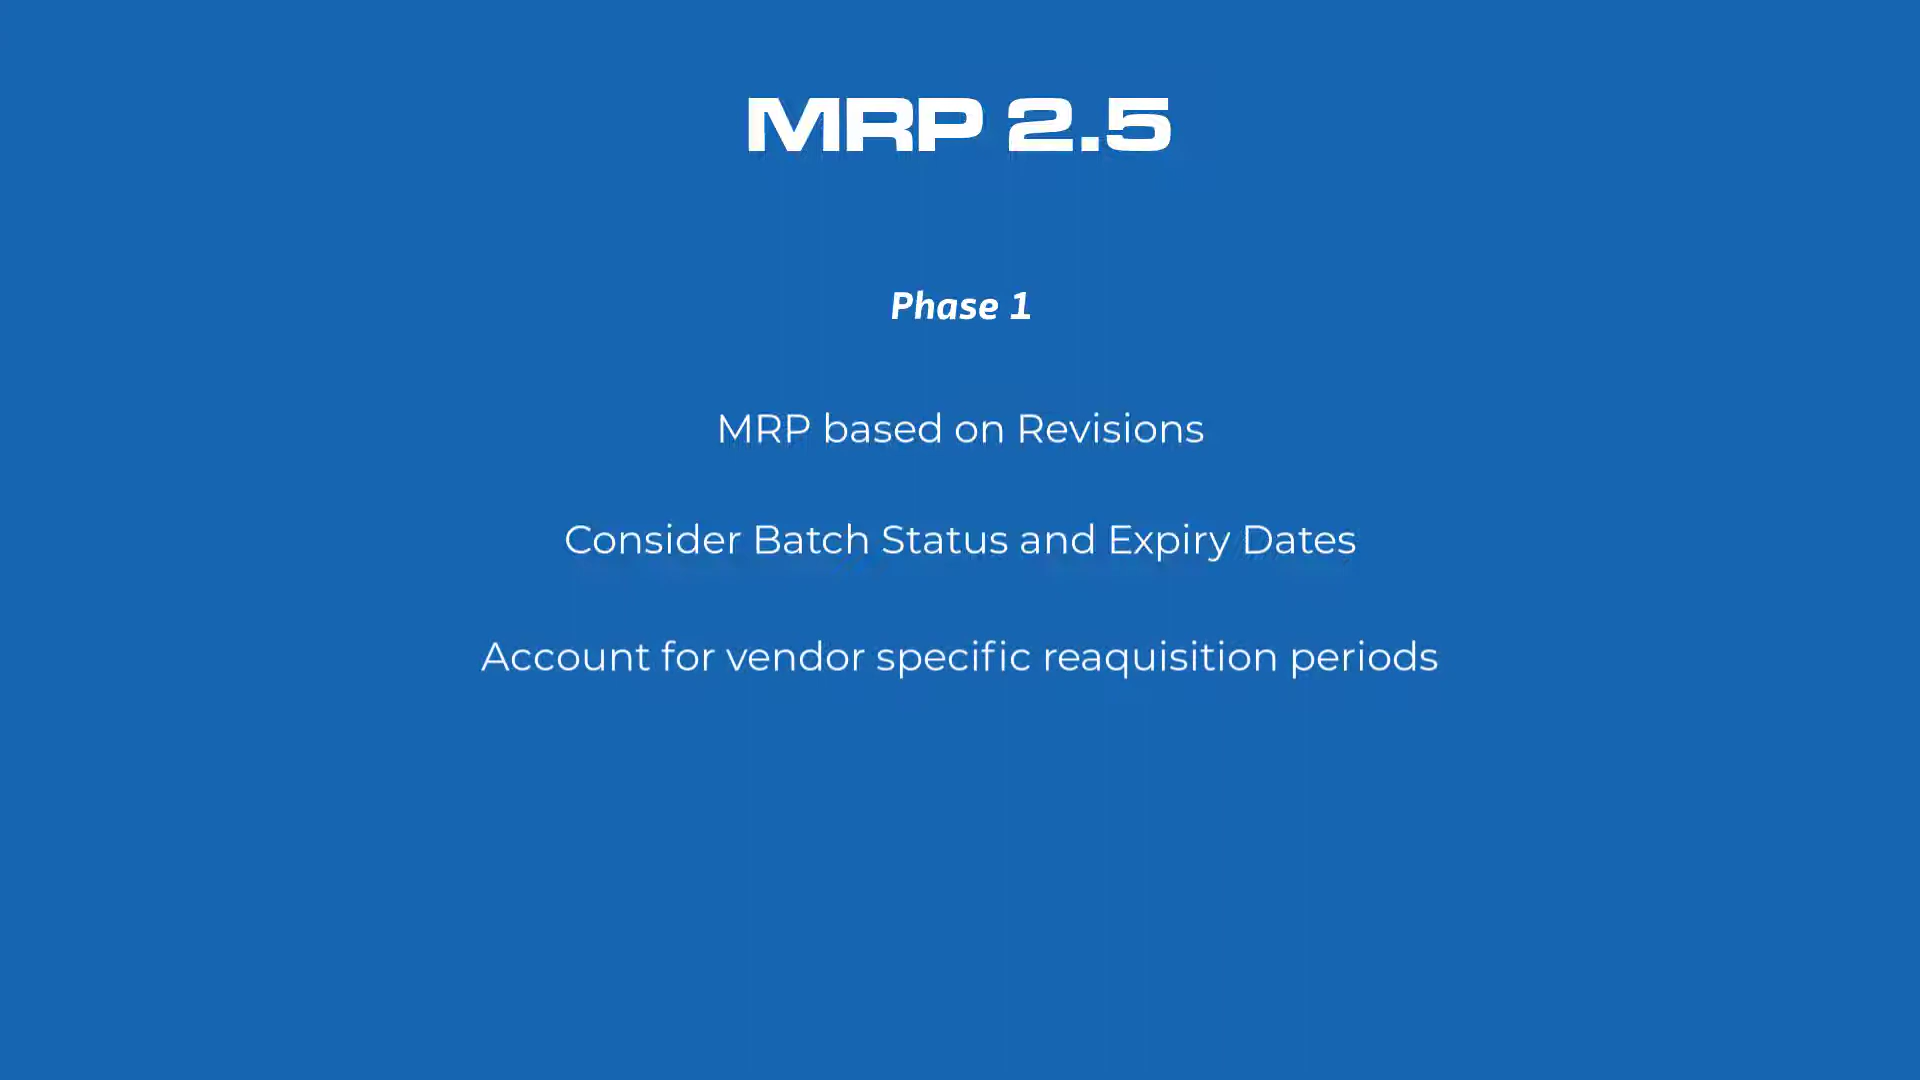 MRP 2.5
Phase 1
MRP based on Revisions
Consider Batch Status and Expiry Dates
Account for vendor specific reaquisition periods